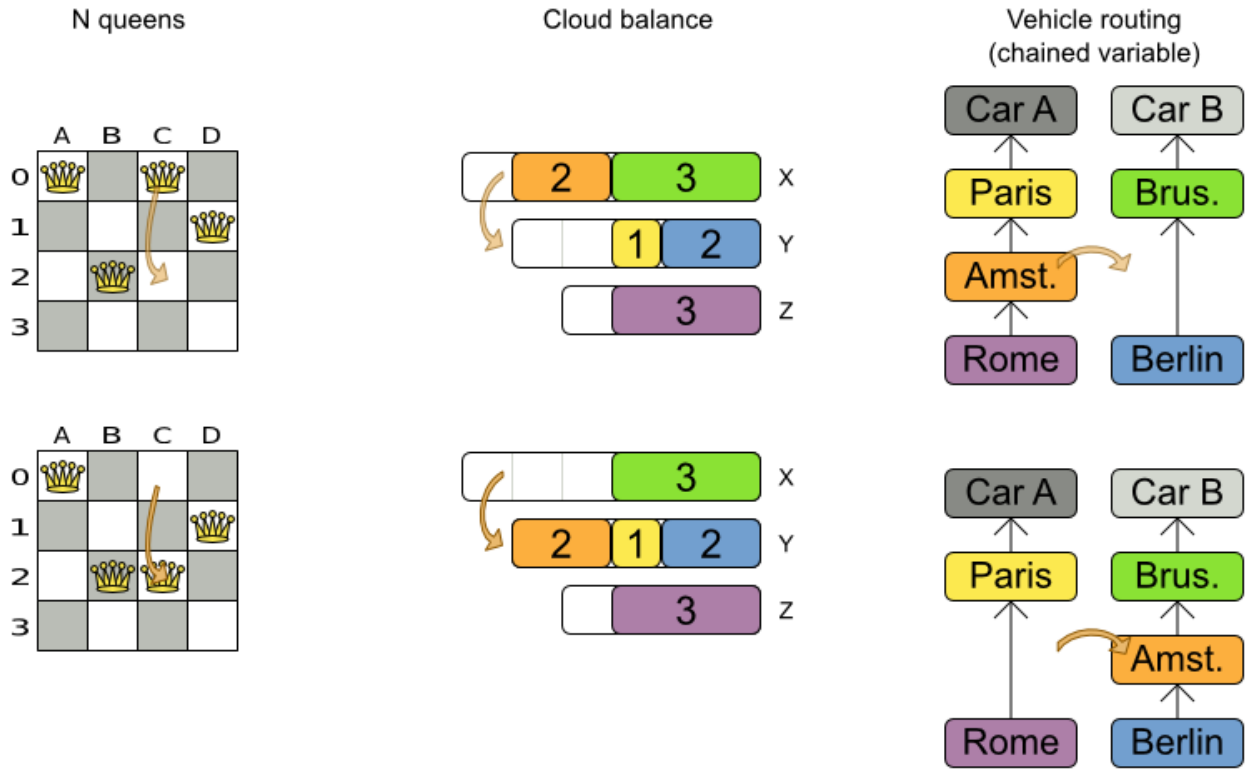 N queens
Cloud balance
Vehicle routing
(chained variable)
A B C D
0
1
2
3
2 3 X
1 2 Y
3 Z
Car A Car B
Paris Brus.
Amst.
Rome Berlin
A B C D
0
1
2
3
3 X
2 1 2 Y
3 Z
Car A Car B
Paris Brus.
Amst.
Rome Berlin